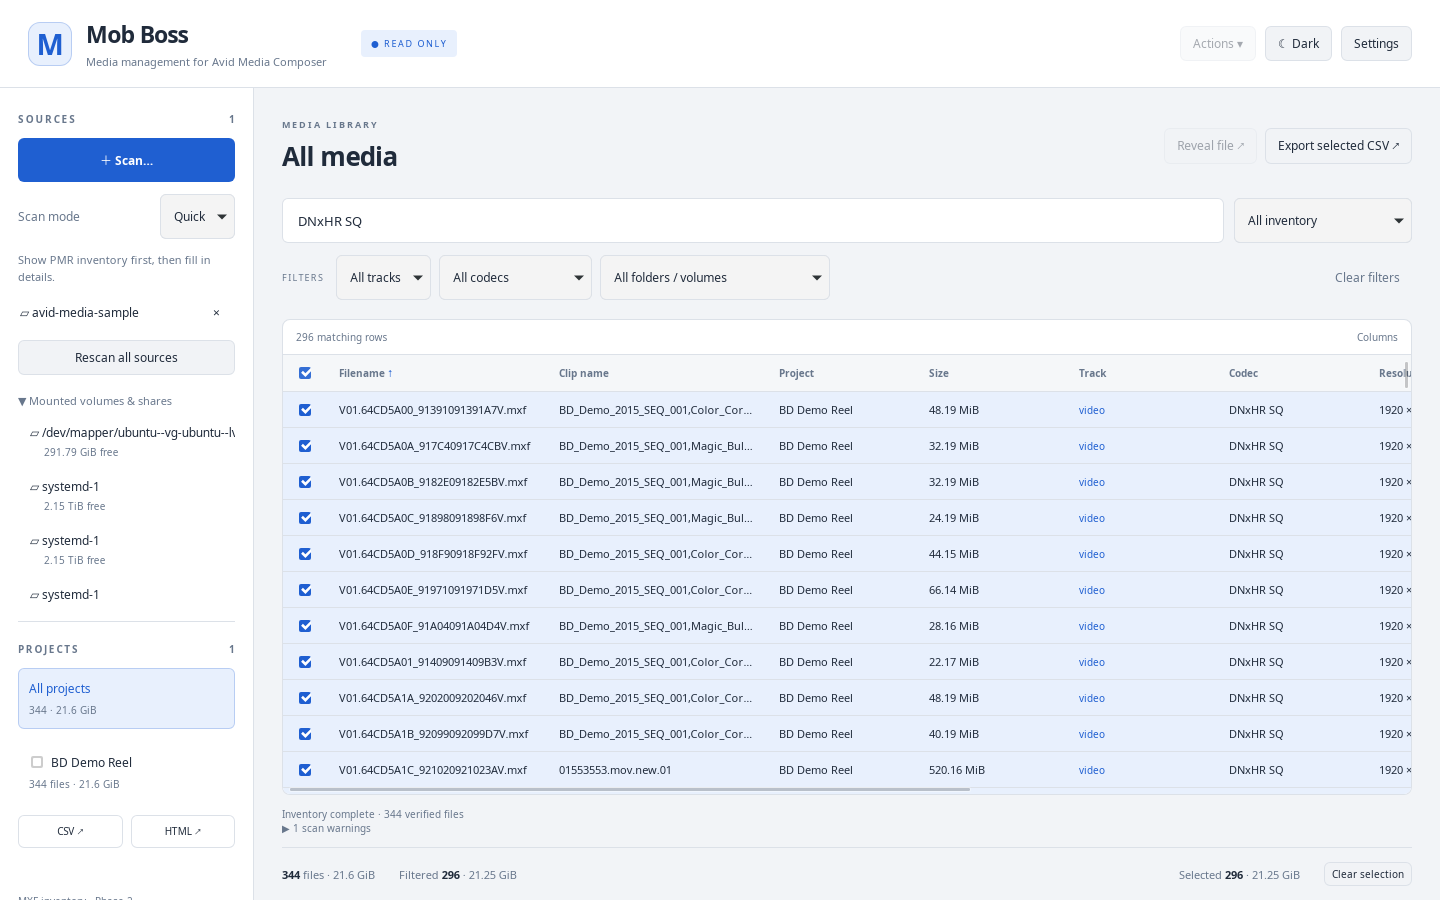 M
Mob Boss
Media management for Avid Media Composer
● READ ONLY
Actions ▾
☾ Dark
Settings
SOURCES 1
+ Scan...
Scan mode
Quick
Show PMR inventory first, then fill in
details.
avid-media-sample ×
Rescan all sources
▼ Mounted volumes & shares
/dev/mapper/ubuntu--vg-ubuntu--lv
291.79 GiB free
systemd-1
2.15 TiB free
systemd-1
2.15 TiB free
systemd-1
PROJECTS 1
All projects
344 · 21.6 GiB
BD Demo Reel
344 files · 21.6 GiB
CSV ↗ HTML ↗
MEDIA LIBRARY
All media
Reveal file ↗
Export selected CSV ↗
DNxHR SQ
All inventory
FILTERS All tracks All codecs All folders / volumes Clear filters
296 matching rows Columns
Filename ↑ Clip name Project Size Track Codec Resolu
V01.64CD5A00_91391091391A7V.mxf BD_Demo_2015_SEQ_001,Color_Cor... BD Demo Reel 48.19 MiB video DNxHR SQ 1920 ×
V01.64CD5A0A_917C40917C4CBV.mxf BD_Demo_2015_SEQ_001,Magic_Bul... BD Demo Reel 32.19 MiB video DNxHR SQ 1920 ×
V01.64CD5A0B_9182E09182E5BV.mxf BD_Demo_2015_SEQ_001,Magic_Bul... BD Demo Reel 32.19 MiB video DNxHR SQ 1920 ×
V01.64CD5A0C_91898091898F6V.mxf BD_Demo_2015_SEQ_001,Magic_Bul... BD Demo Reel 24.19 MiB video DNxHR SQ 1920 ×
V01.64CD5A0D_918F90918F92FV.mxf BD_Demo_2015_SEQ_001,Color_Cor... BD Demo Reel 44.15 MiB video DNxHR SQ 1920 ×
V01.64CD5A0E_91971091971D5V.mxf BD_Demo_2015_SEQ_001,Color_Cor... BD Demo Reel 66.14 MiB video DNxHR SQ 1920 ×
V01.64CD5A0F_91A04091A04D4V.mxf BD_Demo_2015_SEQ_001,Magic_Bul... BD Demo Reel 28.16 MiB video DNxHR SQ 1920 ×
V01.64CD5A01_91409091409B3V.mxf BD_Demo_2015_SEQ_001,Color_Cor... BD Demo Reel 22.17 MiB video DNxHR SQ 1920 ×
V01.64CD5A1A_9202009202046V.mxf BD_Demo_2015_SEQ_001,Color_Cor... BD Demo Reel 48.19 MiB video DNxHR SQ 1920 ×
V01.64CD5A1B_92099092099D7V.mxf BD_Demo_2015_SEQ_001,Color_Cor... BD Demo Reel 40.19 MiB video DNxHR SQ 1920 ×
V01.64CD5A1C_921020921023AV.mxf 01553553.mov.new.01 BD Demo Reel 520.16 MiB video DNxHR SQ 1920 ×
Inventory complete · 344 verified files
▶ 1 scan warnings
344 files · 21.6 GiB Filtered 296 · 21.25 GiB Selected 296 · 21.25 GiB Clear selection